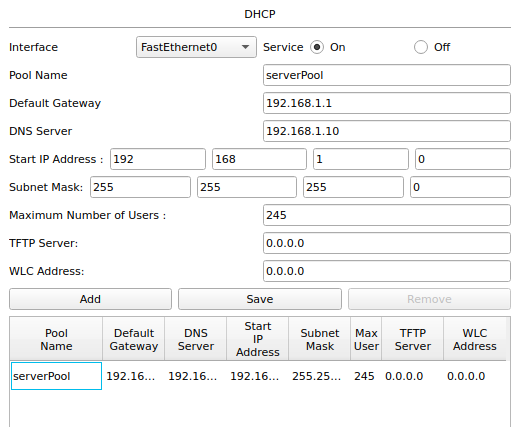 DHCP
Interface FastEthernet0 Service On Off
Pool Name serverPool
Default Gateway 192.168.1.1
DNS Server 192.168.1.10
Start IP Address : 192 168 1 0
Subnet Mask: 255 255 255 0
Maximum Number of Users : 245
TFTP Server: 0.0.0.0
WLC Address: 0.0.0.0
Add Save Remove
Pool Name Default Gateway DNS Server Start IP Address Subnet Mask Max User TFTP Server WLC Address
serverPool 192.16... 192.16... 192.16... 255.25... 245 0.0.0.0 0.0.0.0